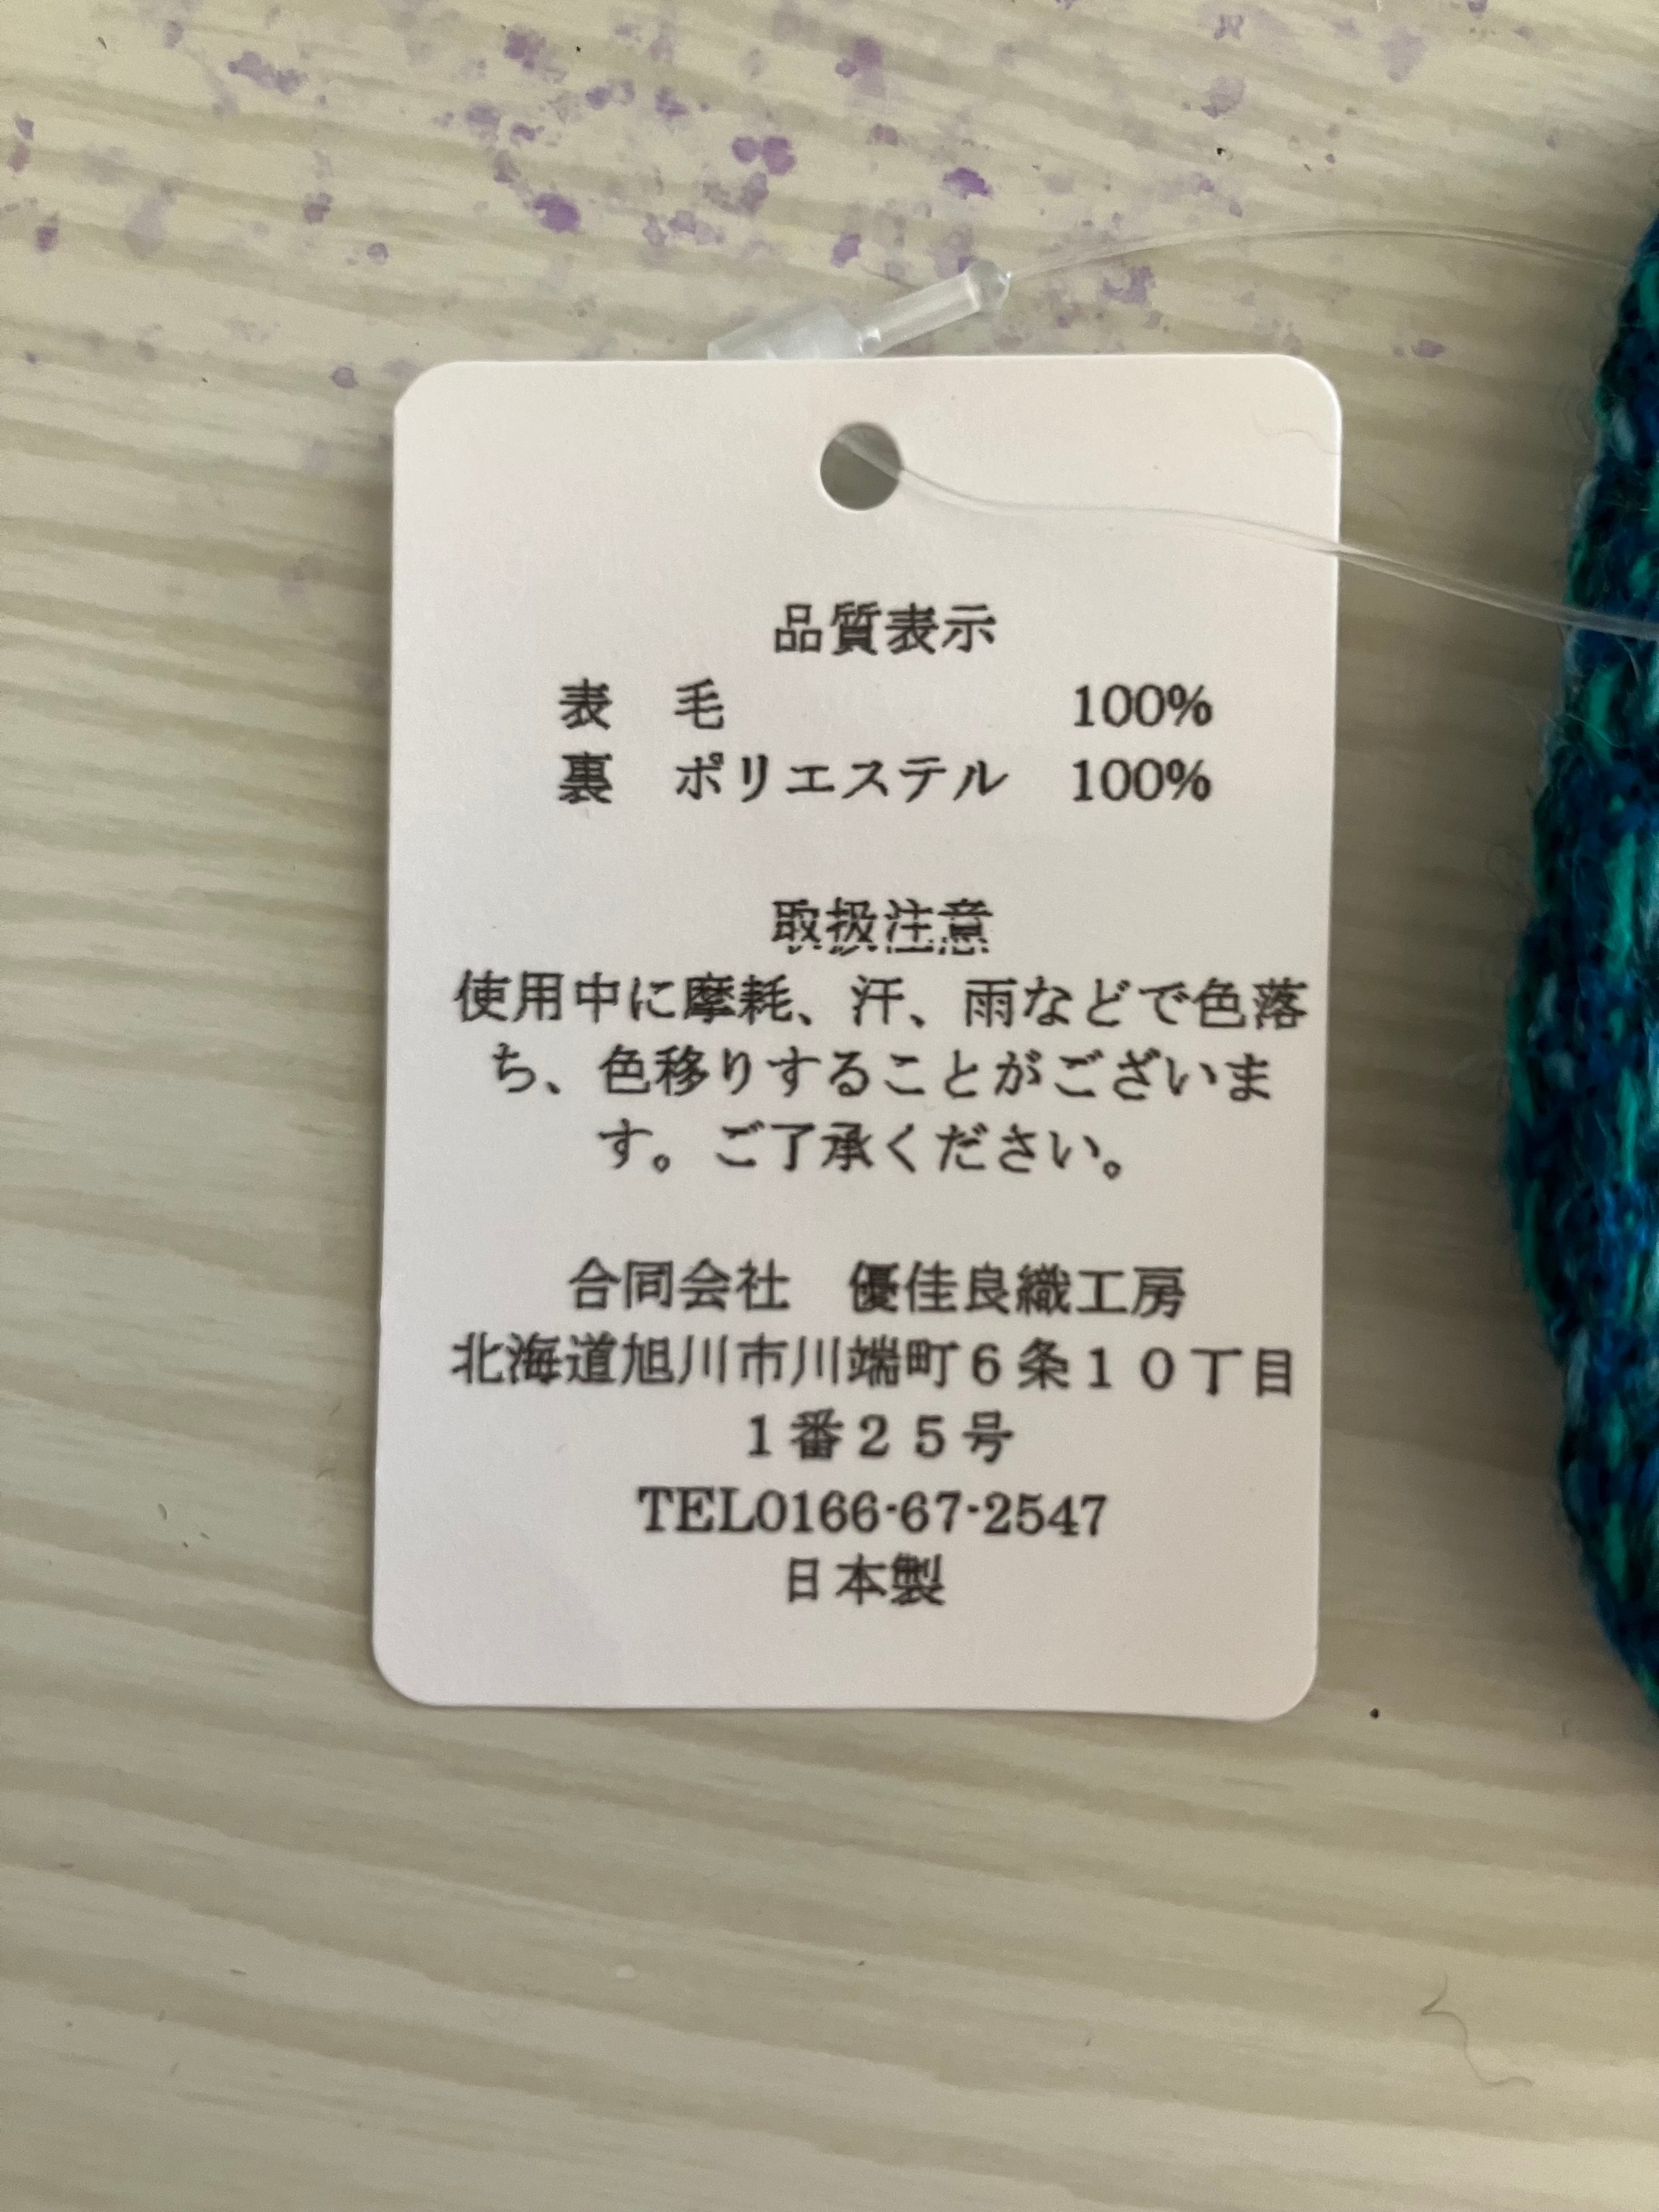 品質表示
表　毛　　　　　　100%
裏　ポリエステル　100%
取扱注意
使用中に摩耗、汗、雨などで色落
ち、色移りすることがございま
す。ご了承ください。
合同会社　優佳良織工房
北海道旭川市川端町６条１０丁目
１番２５号
TEL0166-67-2547
日本製